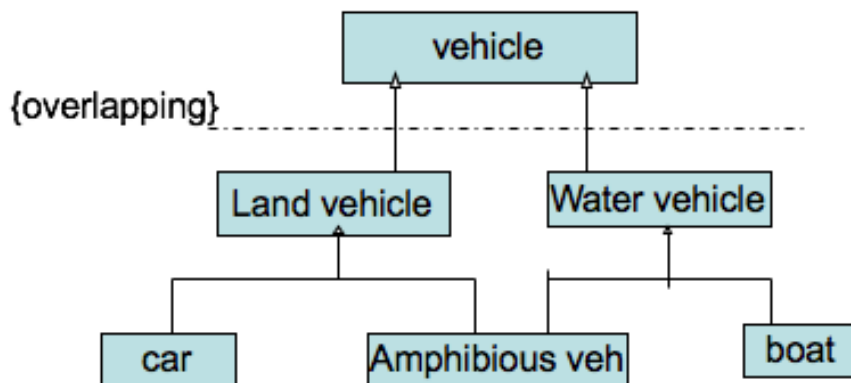 vehicle
{overlapping}
Land vehicle
Water vehicle
car
Amphibious veh
boat